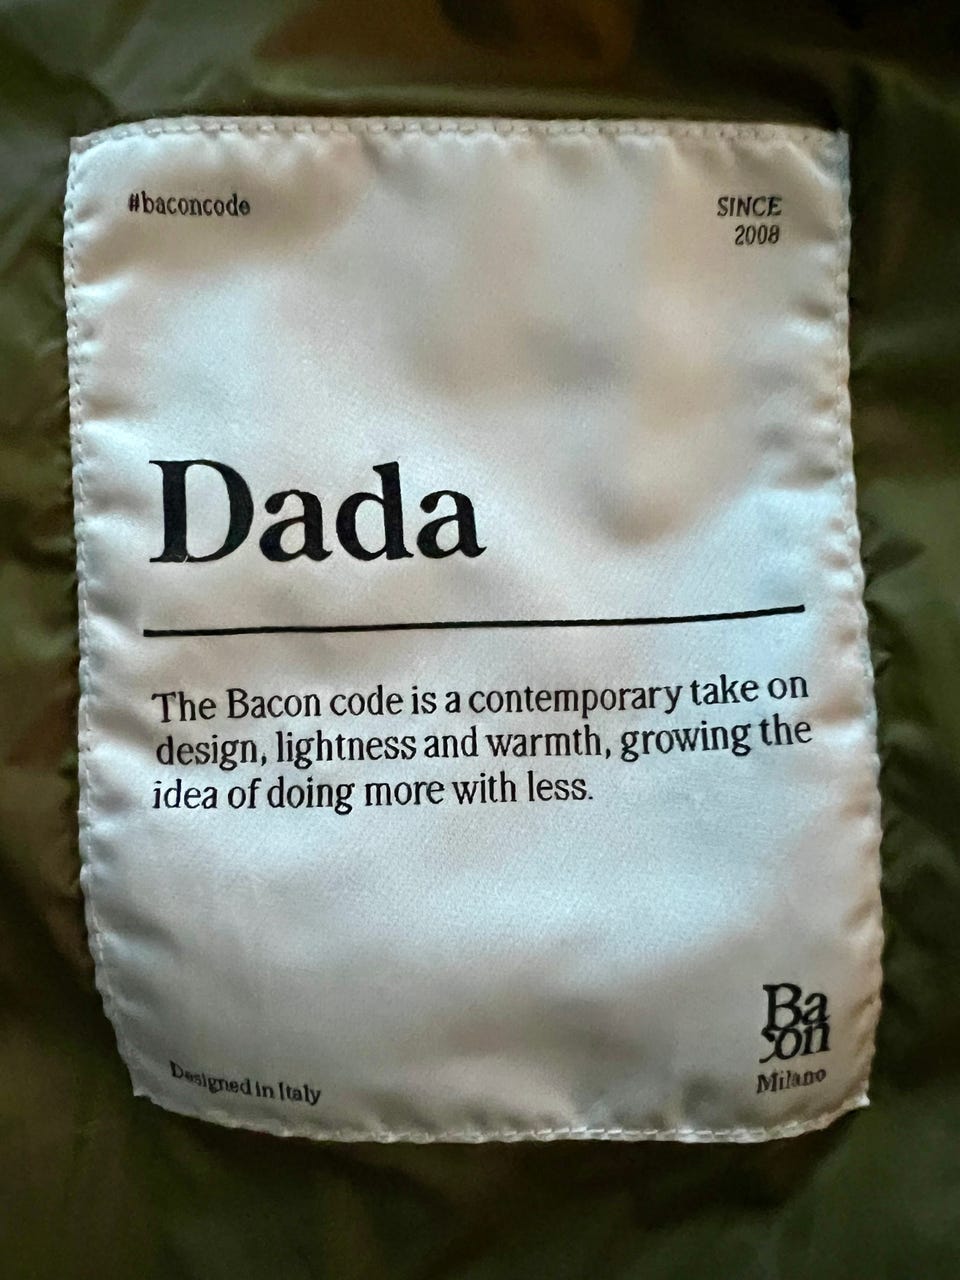 #baconcode
SINCE
2008
Dada
The Bacon code is a contemporary take on
design, lightness and warmth, growing the
idea of doing more with less.
Designed in Italy
Ba
con
Milano